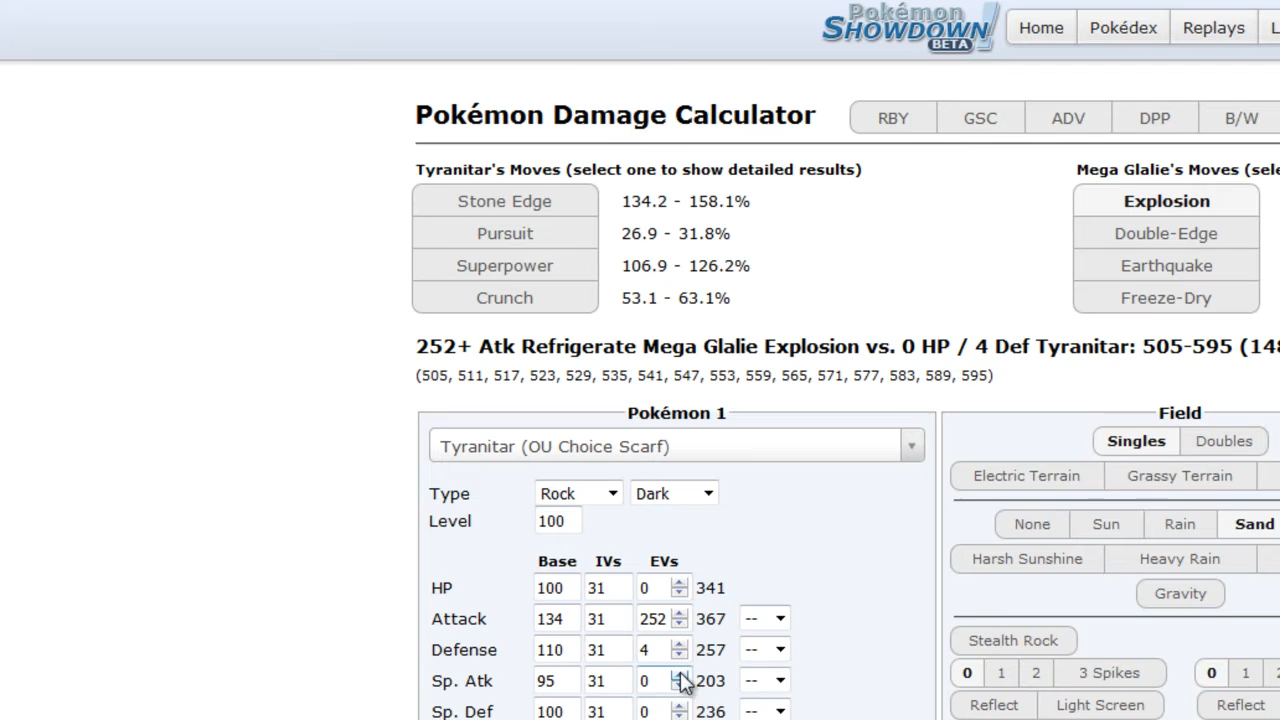 Pokémon
SHOWDOWN!
BETA
Home Pokédex Replays
Pokémon Damage Calculator
RBY GSC ADV DPP B/W
Tyranitar's Moves (select one to show detailed results)
Stone Edge 134.2 - 158.1%
Pursuit 26.9 - 31.8%
Superpower 106.9 - 126.2%
Crunch 53.1 - 63.1%
Mega Glalie's Moves (sele
Explosion
Double-Edge
Earthquake
Freeze-Dry
252+ Atk Refrigerate Mega Glalie Explosion vs. 0 HP / 4 Def Tyranitar: 505-595 (148
(505, 511, 517, 523, 529, 535, 541, 547, 553, 559, 565, 571, 577, 583, 589, 595)
Pokémon 1
Tyranitar (OU Choice Scarf)
Type Rock Dark
Level 100
Base IVs EVs
HP 100 31 0 341
Attack 134 31 252 367 --
Defense 110 31 4 257 --
Sp. Atk 95 31 0 203 --
Sp. Def 100 31 0 236 --
Field
Singles Doubles
Electric Terrain Grassy Terrain
None Sun Rain Sand
Harsh Sunshine Heavy Rain
Gravity
Stealth Rock
0 1 2 3 Spikes 0 1 2
Reflect Light Screen Reflect